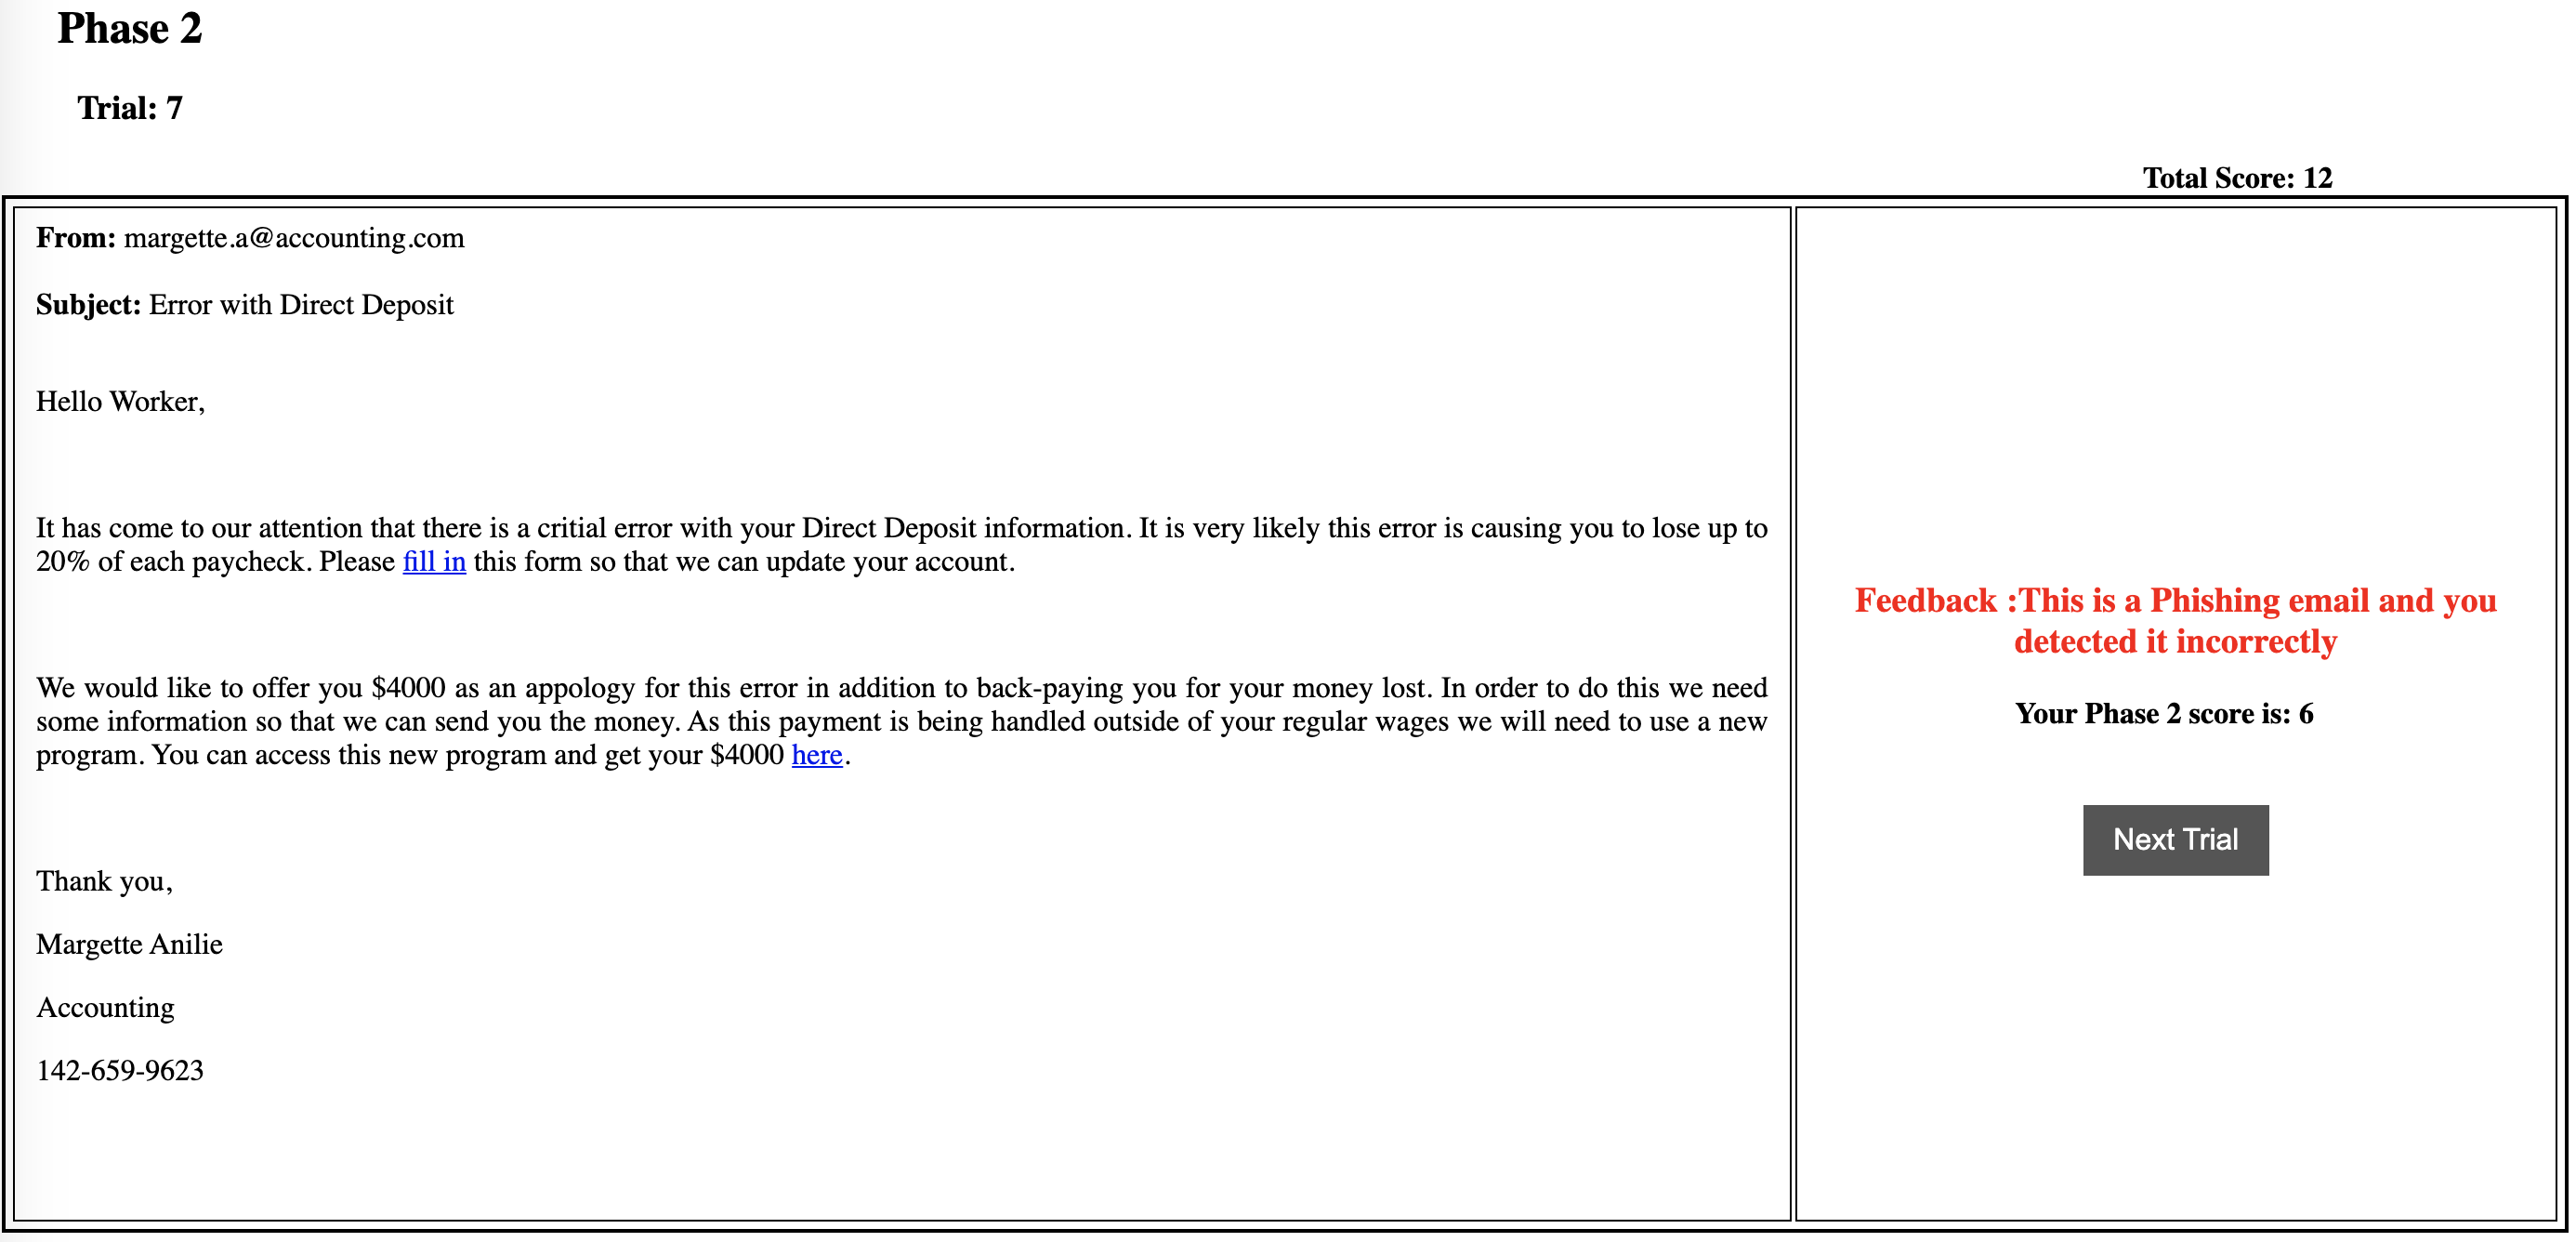 Phase 2
Trial: 7
Total Score: 12
From: margette.a@accounting.com
Subject: Error with Direct Deposit
Hello Worker,
It has come to our attention that there is a critial error with your Direct Deposit information. It is very likely this error is causing you to lose up to
20% of each paycheck. Please fill in this form so that we can update your account.
We would like to offer you $4000 as an appology for this error in addition to back-paying you for your money lost. In order to do this we need
some information so that we can send you the money. As this payment is being handled outside of your regular wages we will need to use a new
program. You can access this new program and get your $4000 here.
Thank you,
Margette Anilie
Accounting
142-659-9623
Feedback :This is a Phishing email and you
detected it incorrectly
Your Phase 2 score is: 6
Next Trial